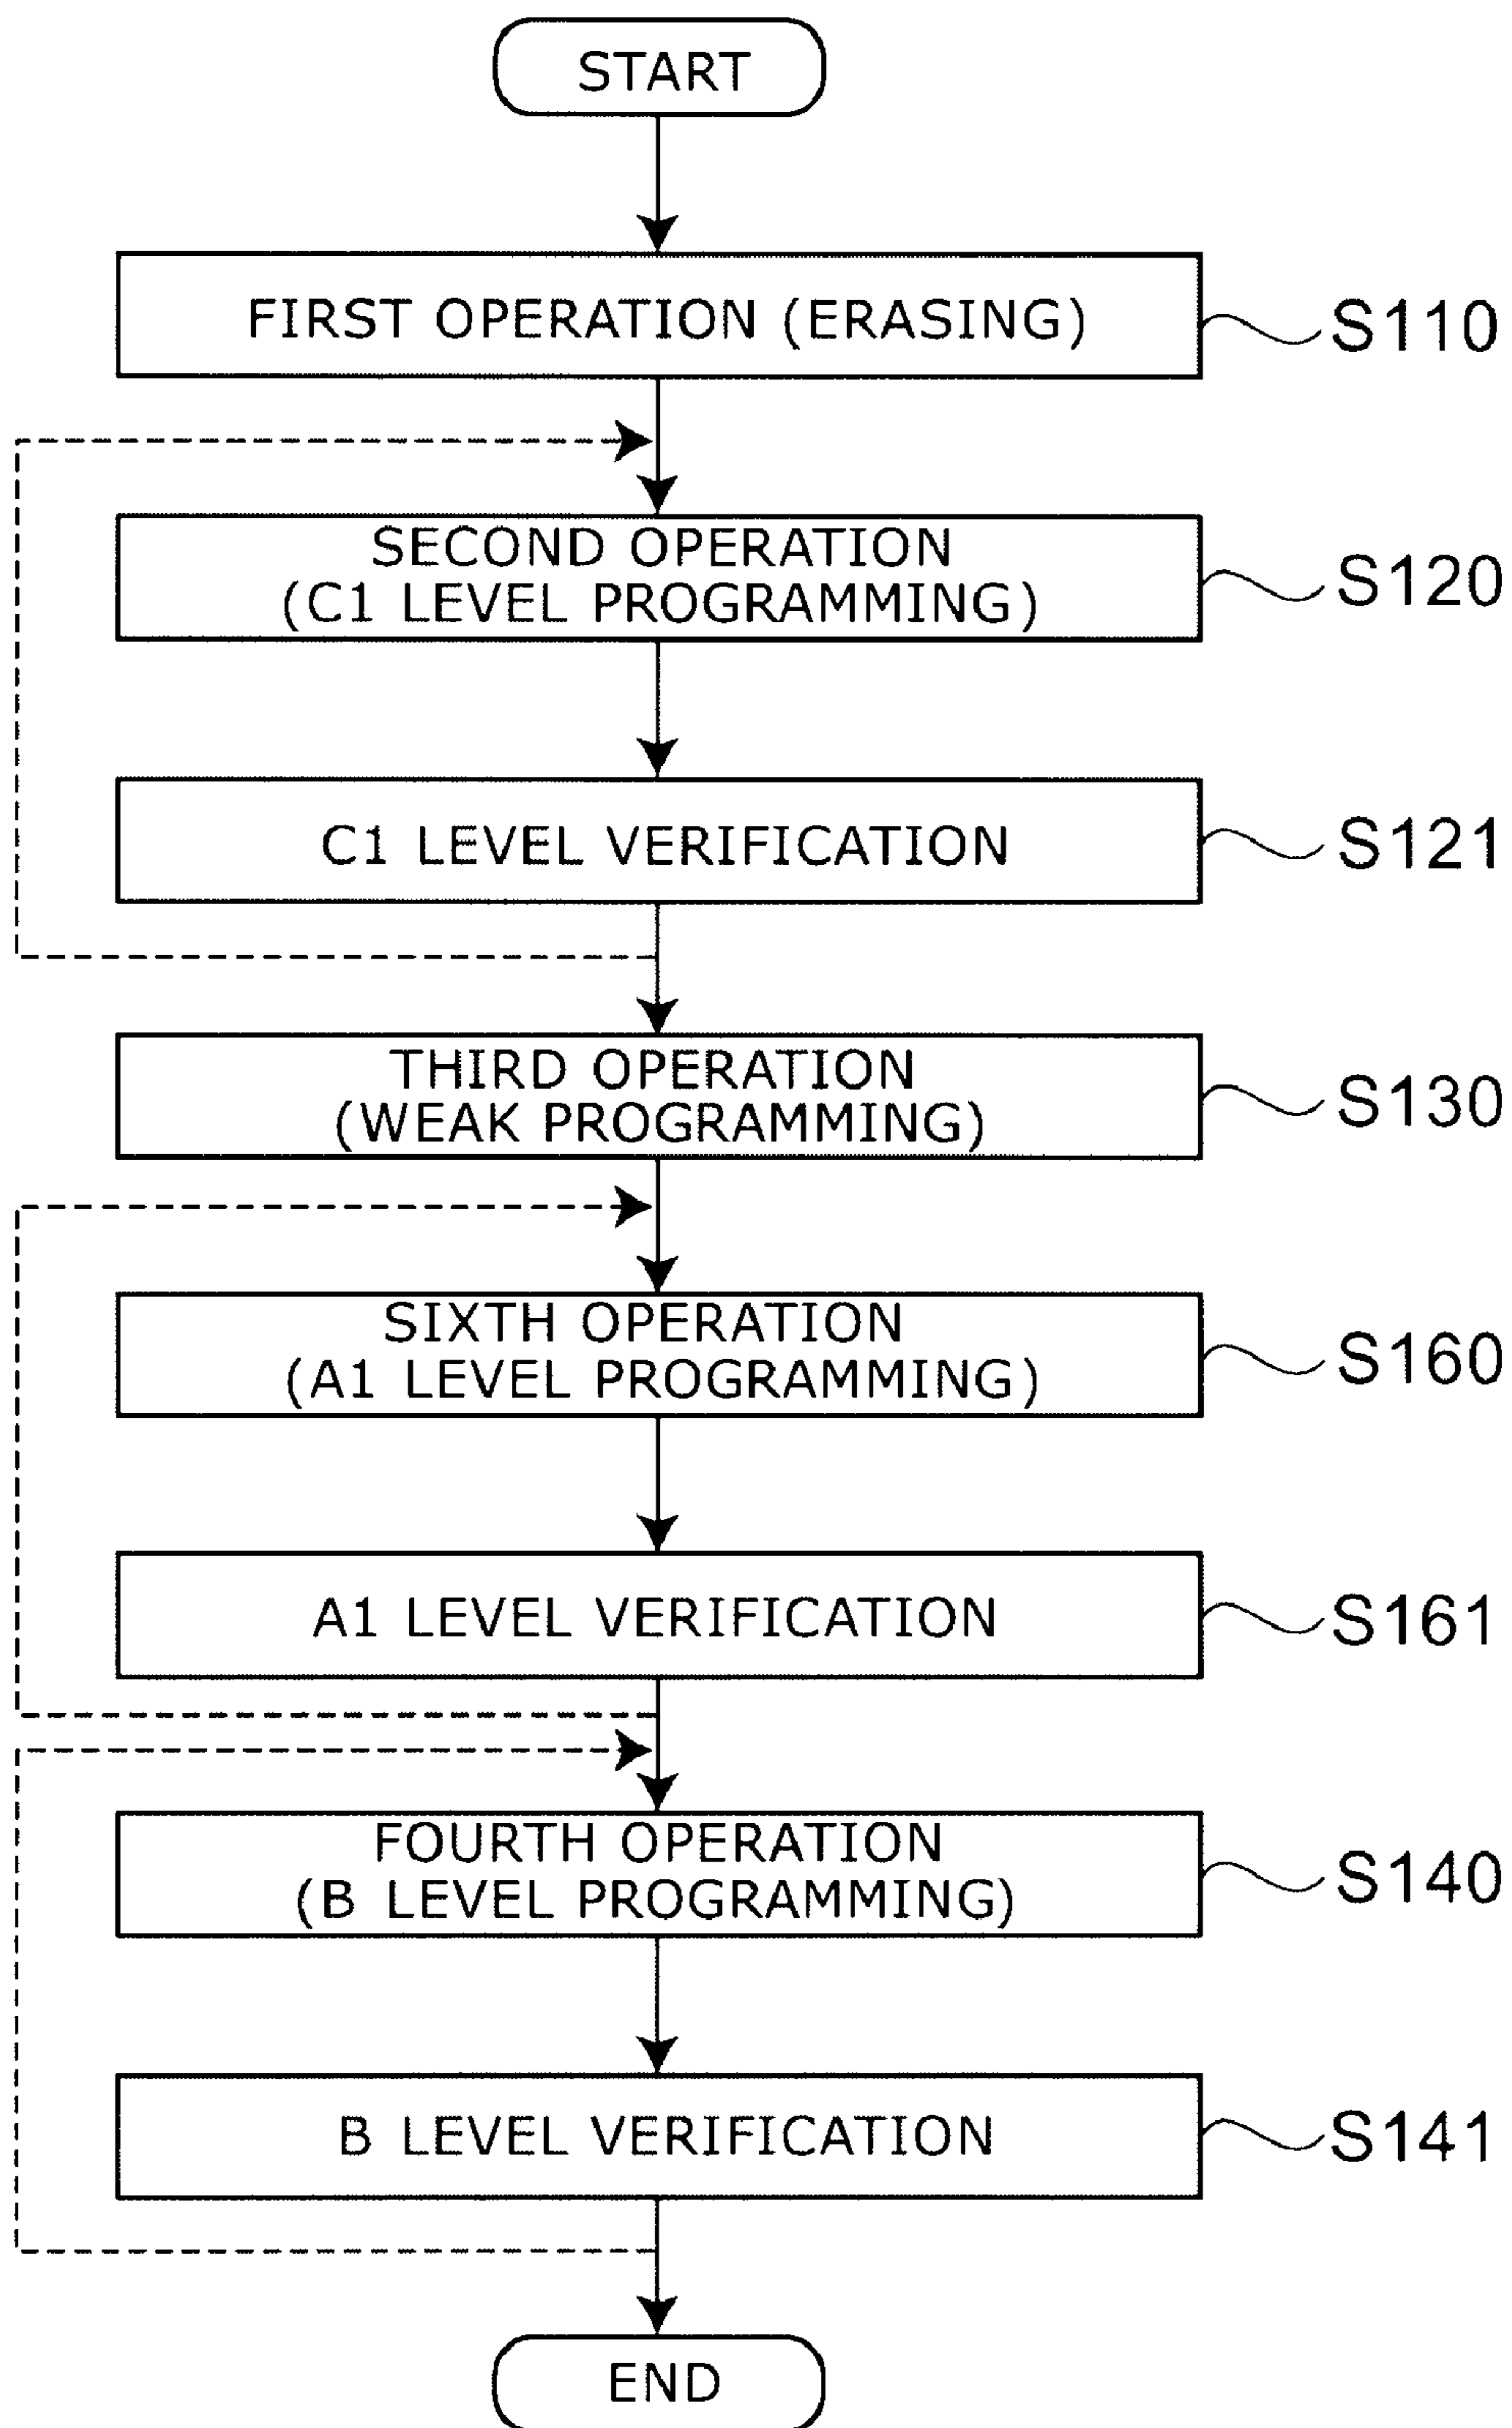 START
FIRST OPERATION (ERASING)
S110
SECOND OPERATION
(C1 LEVEL PROGRAMMING)
S120
C1 LEVEL VERIFICATION
S121
THIRD OPERATION
(WEAK PROGRAMMING)
S130
SIXTH OPERATION
(A1 LEVEL PROGRAMMING)
S160
A1 LEVEL VERIFICATION
S161
FOURTH OPERATION
(B LEVEL PROGRAMMING)
S140
B LEVEL VERIFICATION
S141
END